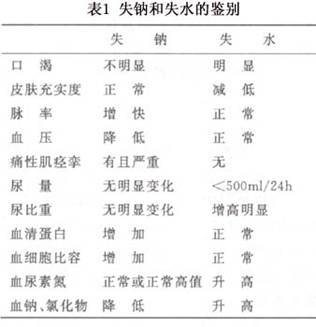 表1 失钠和失水的鉴别
失 钠 失 水
口 渴 不明显 明 显
皮肤充实度 正 常 减 低
脉 率 增 快 正 常
血 压 降 低 正 常
痛性肌痉挛 有且严重 无
尿 量 无明显变化 <500ml/24h
尿比重 无明显变化 增高明显
血清蛋白 增 加 正 常
血细胞比容 增 加 正 常
血尿素氮 正常或正常高值 升 高
血钠、氯化物 降 低 升 高